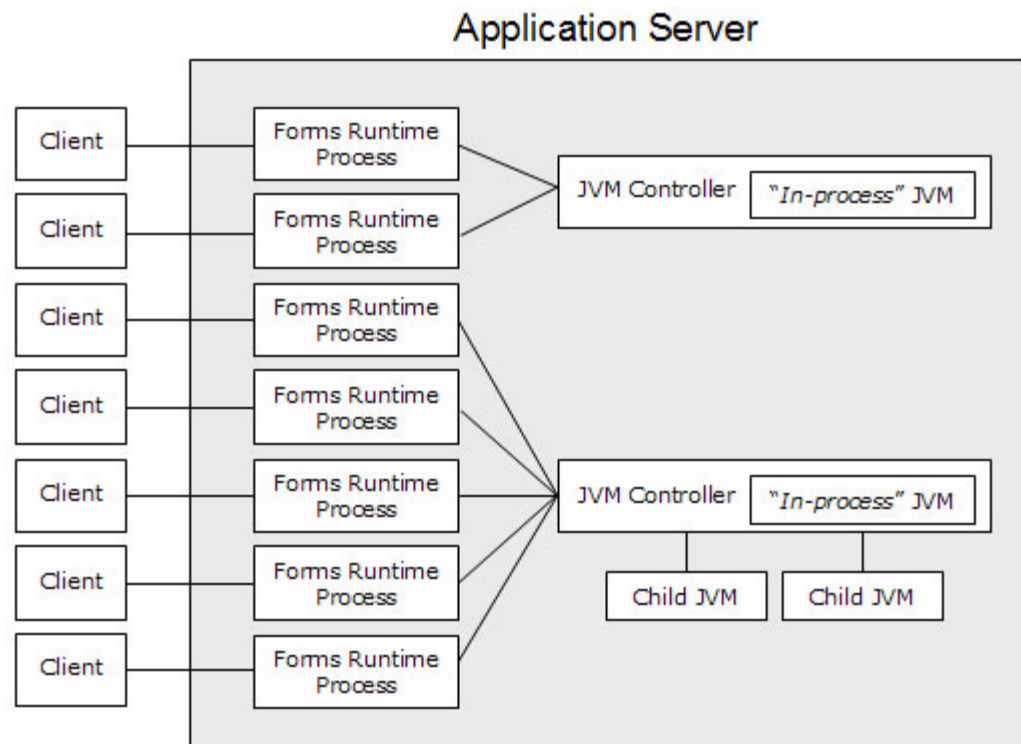 Application Server
Client
Forms Runtime
Process
Client
Forms Runtime
Process
JVM Controller
"In-process" JVM
Client
Forms Runtime
Process
Client
Forms Runtime
Process
Client
Forms Runtime
Process
JVM Controller
"In-process" JVM
Client
Forms Runtime
Process
Child JVM
Child JVM
Client
Forms Runtime
Process